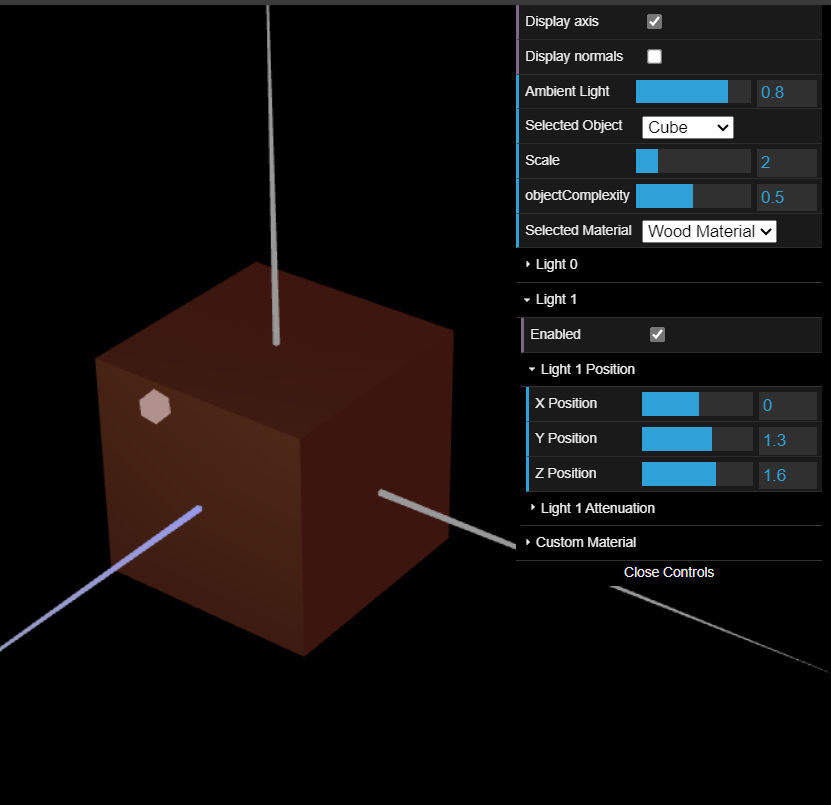 Display axis
Display normals
Ambient Light 0.8
Selected Object Cube
Scale 2
objectComplexity 0.5
Selected Material Wood Material
Light 0
Light 1
Enabled
Light 1 Position
X Position 0
Y Position 1.3
Z Position 1.6
Light 1 Attenuation
Custom Material
Close Controls